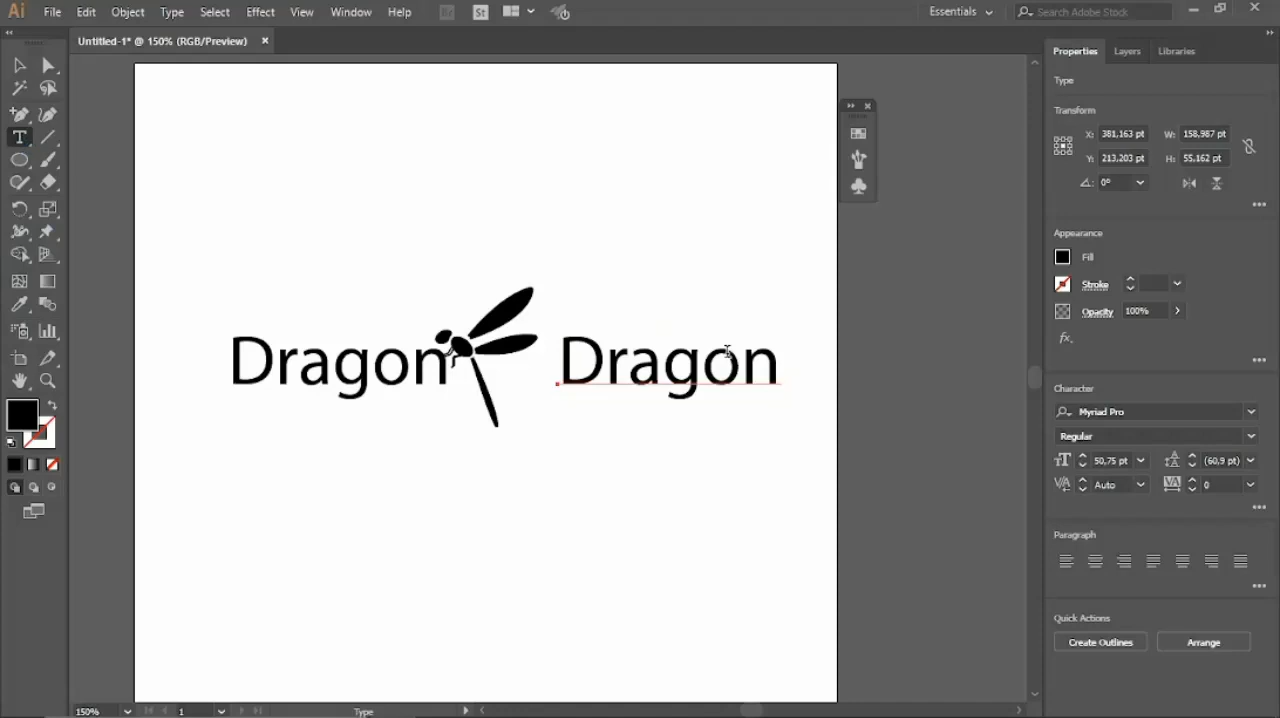 Ai File Edit Object Type Select Effect View Window Help Br St Essentials Search Adobe Stock
Untitled-1* @ 150% (RGB/Preview)
Properties Layers Libraries
Type
Transform
X: 381,163 pt W: 158,987 pt
Y: 213,203 pt H: 55,162 pt
0°
Appearance
Fill
Stroke
Opacity 100%
fx
Character
Myriad Pro
Regular
50,75 pt (60,9 pt)
Auto 0
Paragraph
Quick Actions
Create Outlines Arrange
Dragon Dragon
150% 1 Type